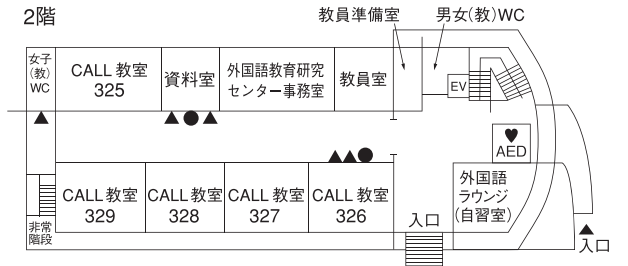 2階
教員準備室
男女(教)WC
女子
(教)
WC
CALL 教室
325
資料室
外国語教育研究
センター事務室
教員室
EV
AED
CALL 教室
329
CALL 教室
328
CALL 教室
327
CALL 教室
326
外国語
ラウンジ
(自習室)
非常
階段
入口
入口